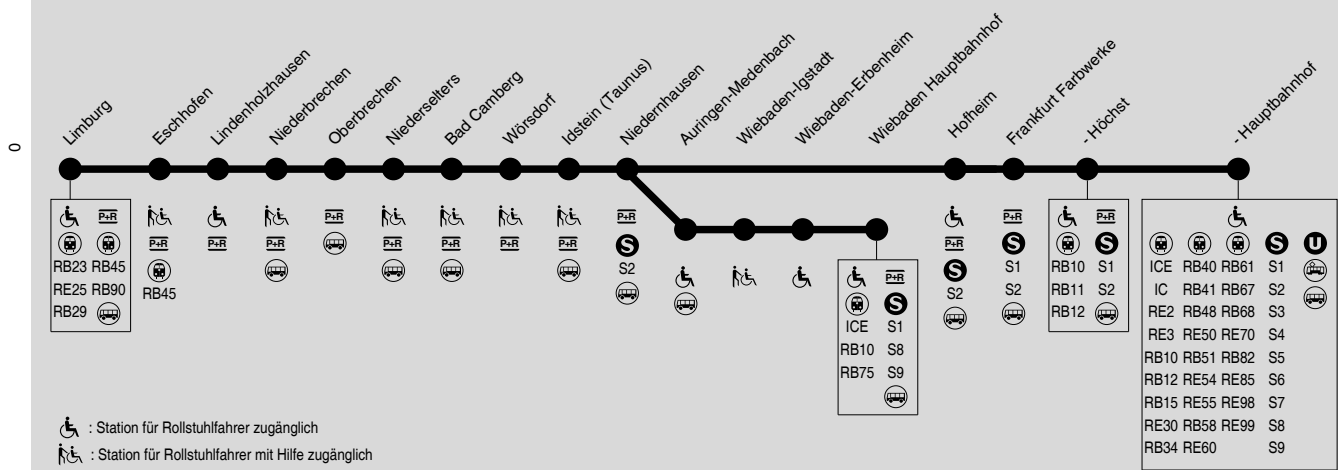 0
Limburg
Eschhofen
Lindenholzhausen
Niederbrechen
Oberbrechen
Niederselters
Bad Camberg
Wörsdorf
Idstein (Taunus)
Niedernhausen
Auringen-Medenbach
Wiebaden-Igstadt
Wiebaden-Erbenheim
Wiebaden Hauptbahnhof
Hofheim
Frankfurt Farbwerke
- Höchst
- Hauptbahnhof
P+R
RB23 RB45
RE25 RB90
RB29
P+R
RB45
P+R
P+R
P+R
P+R
P+R
P+R
P+R
P+R
S
S2
P+R
S
ICE S1
RB10 S8
RB75 S9
P+R
S
S2
P+R
S
S1
S2
P+R
S
RB10 S1
RB11 S2
RB12
S U
ICE RB40 RB61 S1
IC RB41 RB67 S2
RE2 RB48 RB68 S3
RE3 RE50 RE70 S4
RB10 RB51 RB82 S5
RB12 RE54 RE85 S6
RB15 RE55 RE98 S7
RE30 RB58 RE99 S8
RB34 RE60 S9
: Station für Rollstuhlfahrer zugänglich
: Station für Rollstuhlfahrer mit Hilfe zugänglich